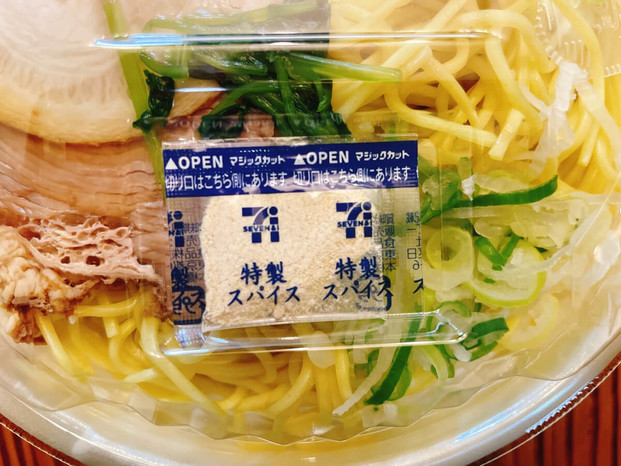 ▲OPEN マジックカット ▲OPEN マジックカット
切り口はこちら側にあります 切り口はこちら側にあります
SEVEN&i SEVEN&i
特製 特製
スパイス スパイス